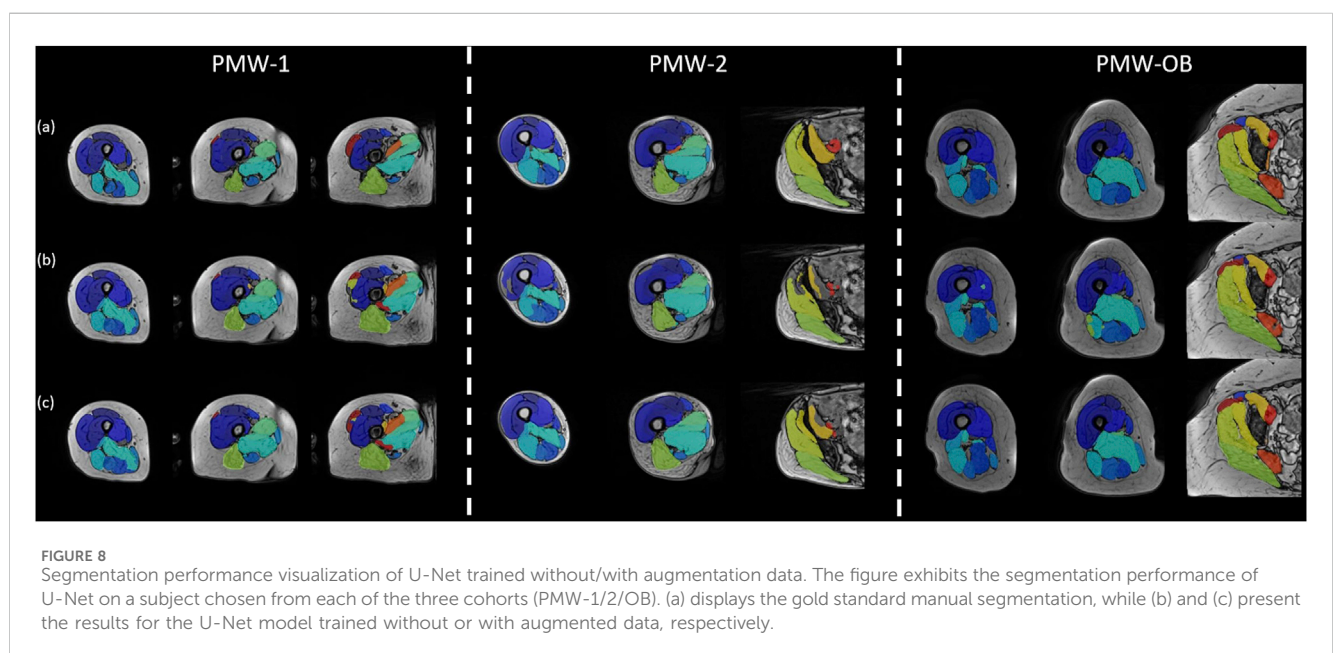 PMW-1 PMW-2 PMW-OB
(a)
(b)
(c)
FIGURE 8
Segmentation performance visualization of U-Net trained without/with augmentation data. The figure exhibits the segmentation performance of
U-Net on a subject chosen from each of the three cohorts (PMW-1/2/OB). (a) displays the gold standard manual segmentation, while (b) and (c) present
the results for the U-Net model trained without or with augmented data, respectively.